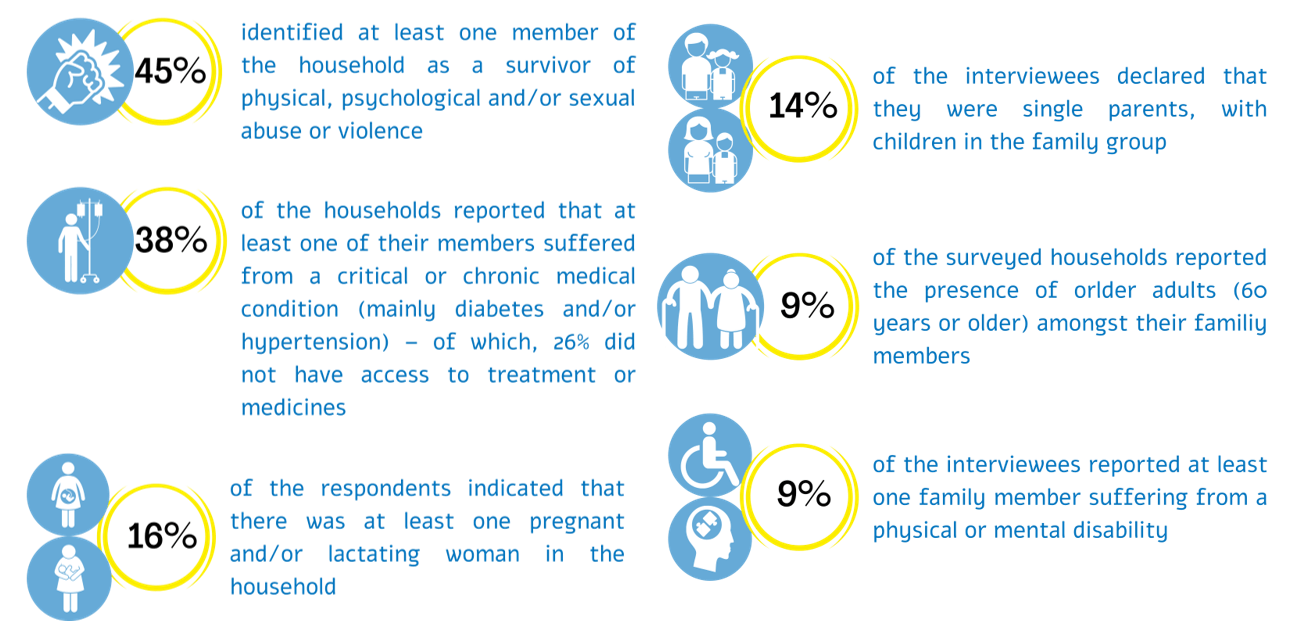 45%
identified at least one member of
the household as a survivor of
physical, psychological and/or sexual
abuse or violence
38%
of the households reported that at
least one of their members suffered
from a critical or chronic medical
condition (mainly diabetes and/or
hypertension) – of which, 26% did
not have access to treatment or
medicines
16%
of the respondents indicated that
there was at least one pregnant
and/or lactating woman in the
household
14%
of the interviewees declared that
they were single parents, with
children in the family group
9%
of the surveyed households reported
the presence of orlder adults (60
years or older) amongst their familiy
members
9%
of the interviewees reported at least
one family member suffering from a
physical or mental disability